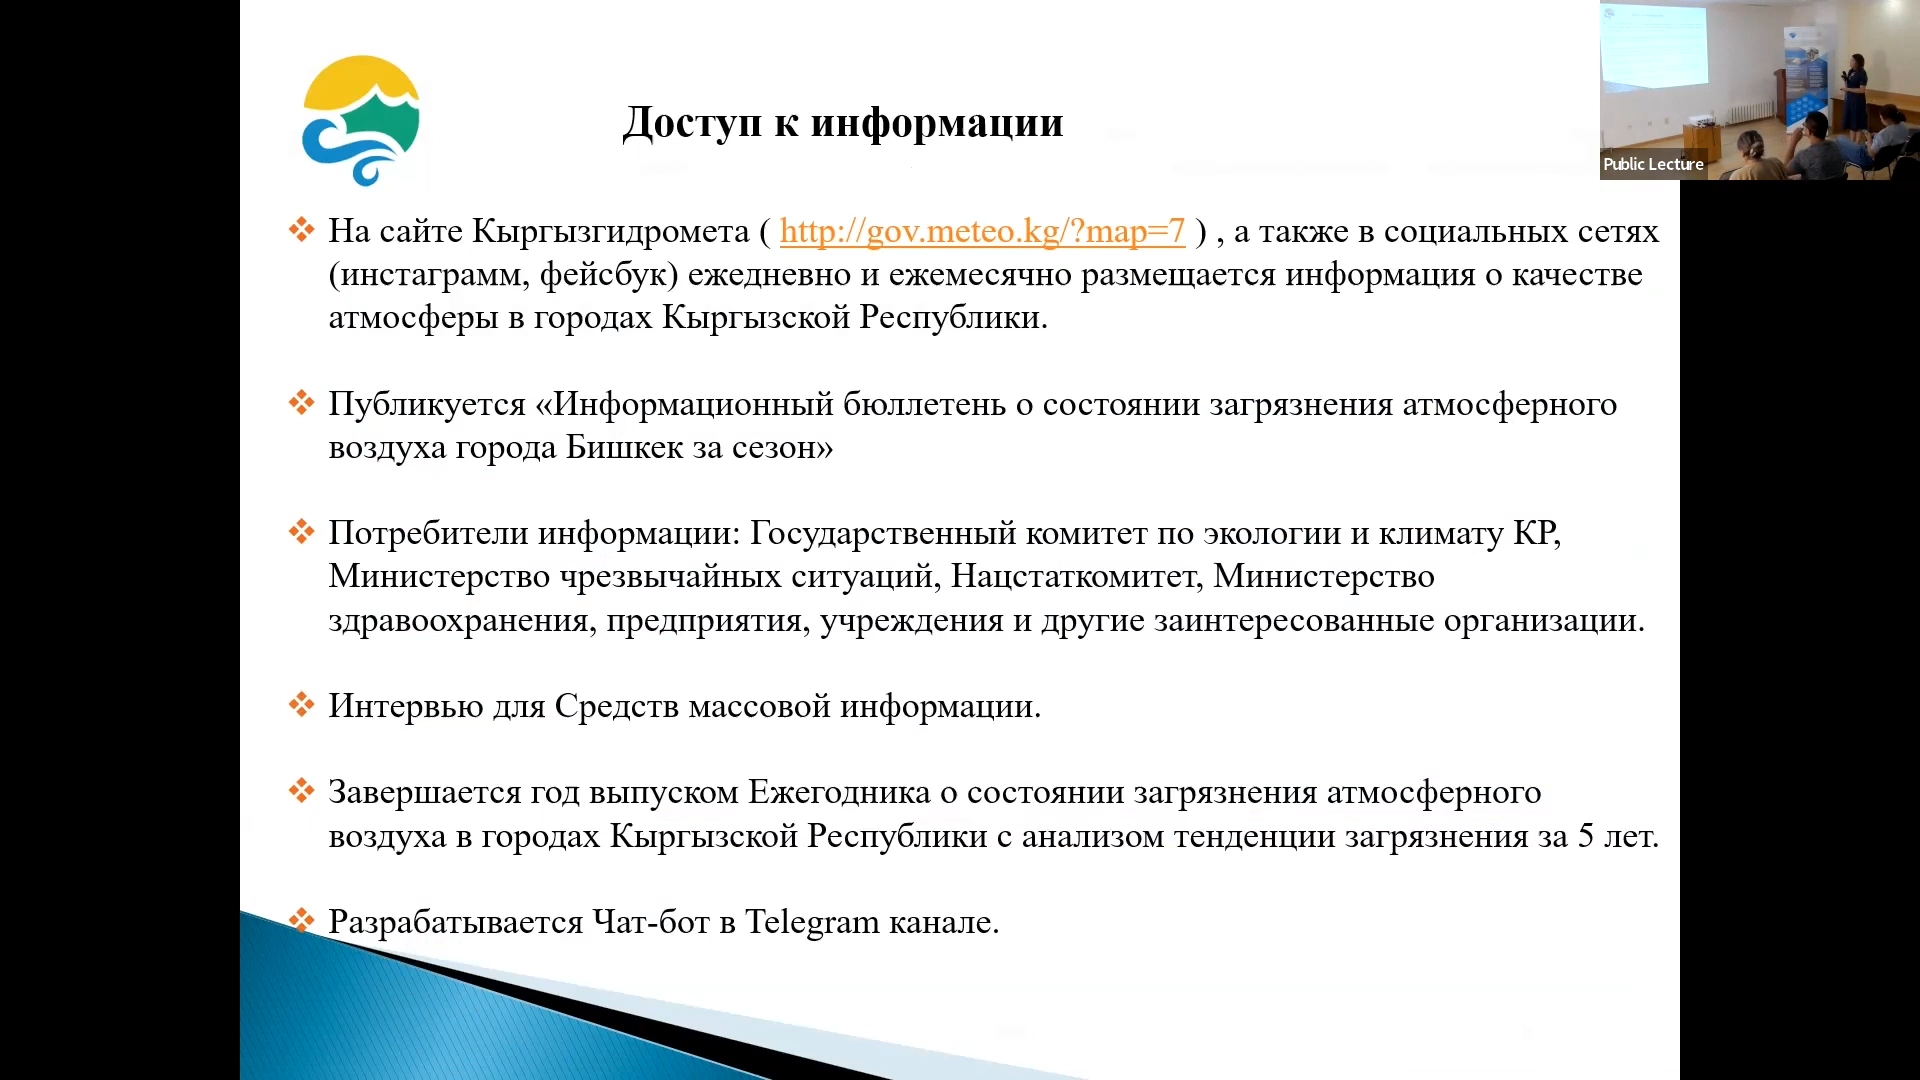 Доступ к информации
Public Lecture
На сайте Кыргызгидромета ( http://gov.meteo.kg/?map=7 ) , а также в социальных сетях
(инстаграмм, фейсбук) ежедневно и ежемесячно размещается информация о качестве
атмосферы в городах Кыргызской Республики.
Публикуется «Информационный бюллетень о состоянии загрязнения атмосферного
воздуха города Бишкек за сезон»
Потребители информации: Государственный комитет по экологии и климату КР,
Министерство чрезвычайных ситуаций, Нацстаткомитет, Министерство
здравоохранения, предприятия, учреждения и другие заинтересованные организации.
Интервью для Средств массовой информации.
Завершается год выпуском Ежегодника о состоянии загрязнения атмосферного
воздуха в городах Кыргызской Республики с анализом тенденции загрязнения за 5 лет.
Разрабатывается Чат-бот в Telegram канале.